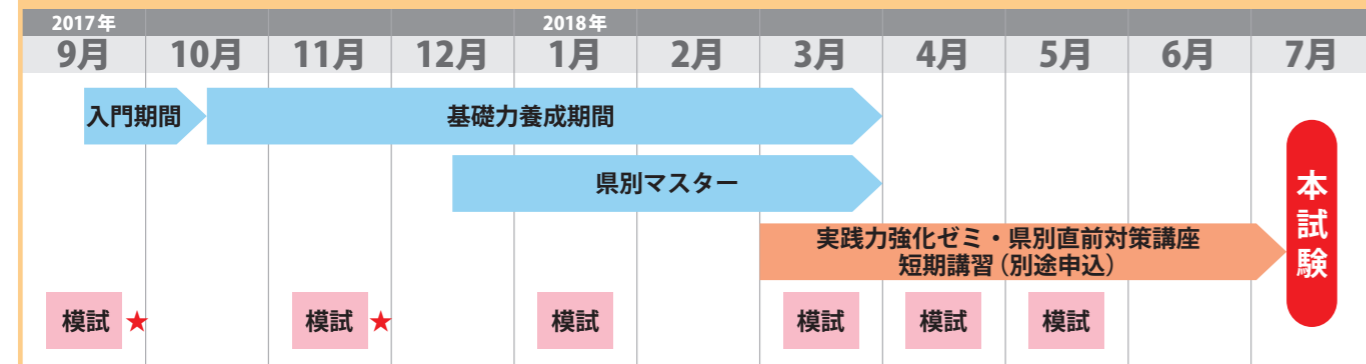 2017年 2018年
9月 10月 11月 12月 1月 2月 3月 4月 5月 6月 7月
入門期間 基礎力養成期間
県別マスター
実践力強化ゼミ・県別直前対策講座
短期講習（別途申込）
本試験
模試★ 模試★ 模試 模試 模試 模試